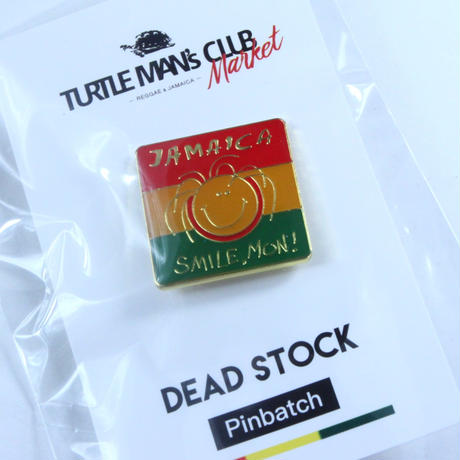 TURTLE MAN's CLUB
Market
— REGGAE & JAMAICA —
JAMAICA
SMILE, MON!
DEAD STOCK
Pinbatch